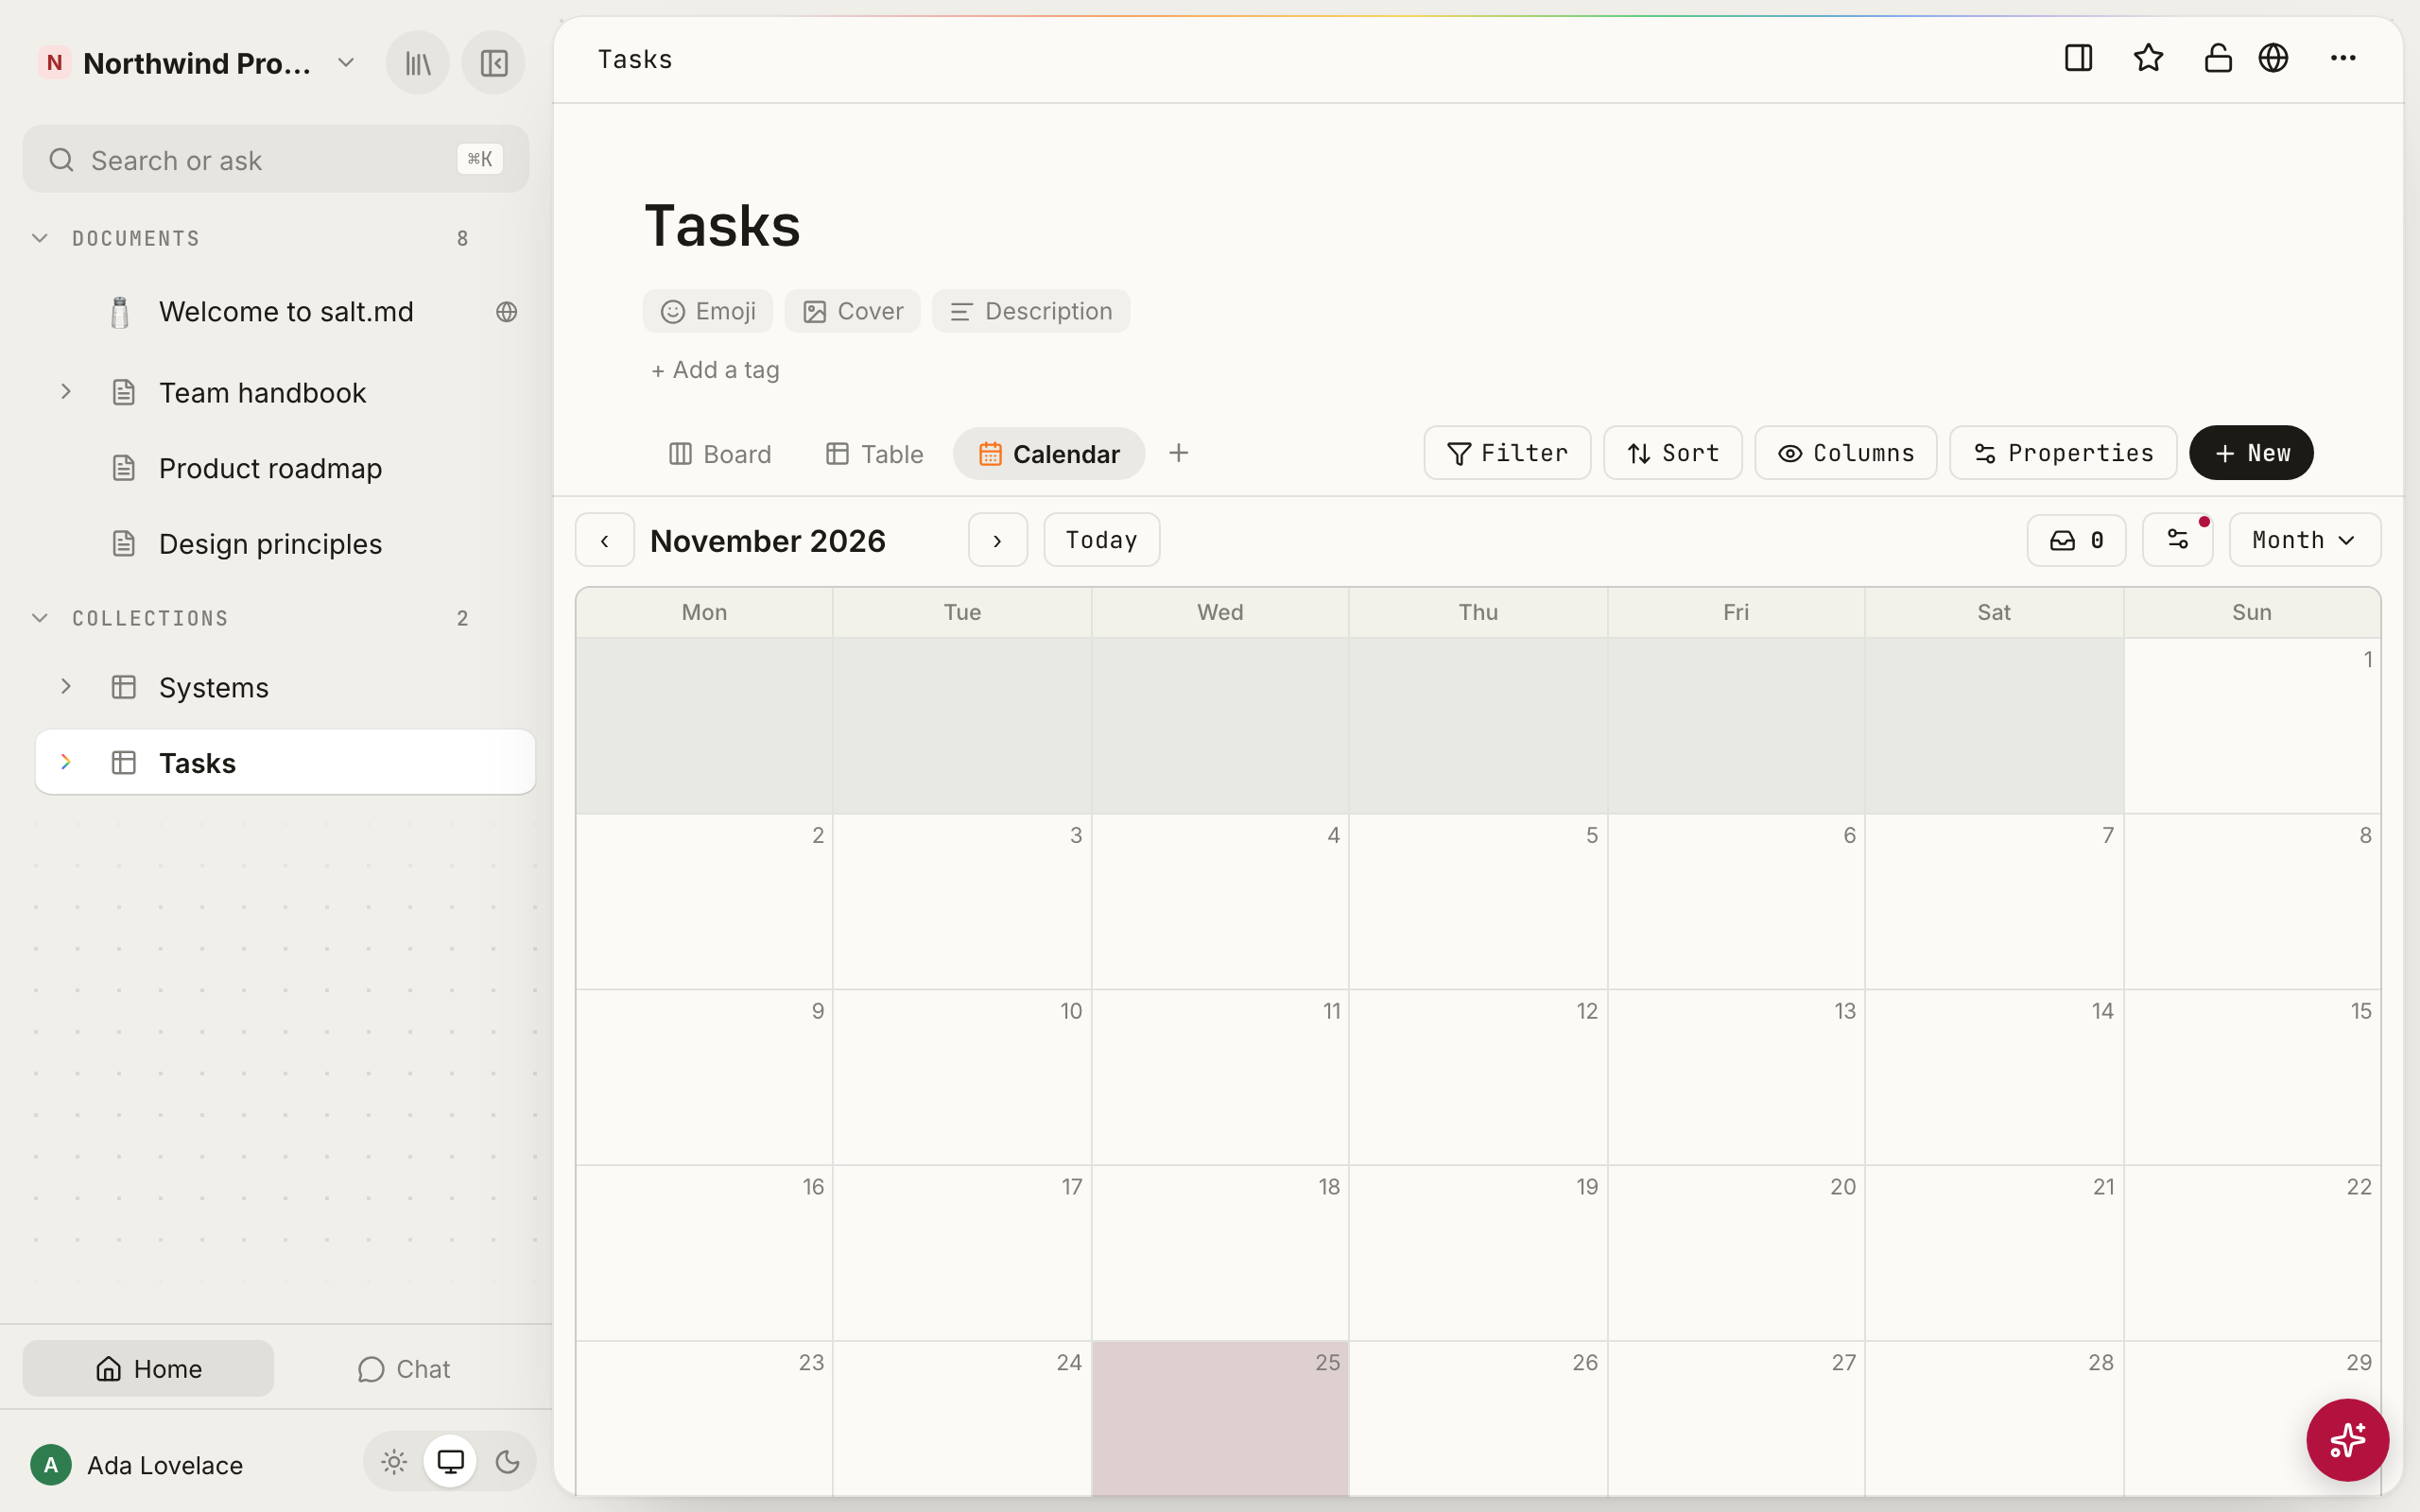 N Northwind Pro...
Search or ask ⌘K
DOCUMENTS 8
Welcome to salt.md
Team handbook
Product roadmap
Design principles
COLLECTIONS 2
Systems
Tasks
Home Chat
A Ada Lovelace
Tasks
Tasks
Emoji Cover Description
+ Add a tag
Board Table Calendar + Filter Sort Columns Properties + New
‹ November 2026 › Today 0 Month
Mon Tue Wed Thu Fri Sat Sun
1
2 3 4 5 6 7 8
9 10 11 12 13 14 15
16 17 18 19 20 21 22
23 24 25 26 27 28 29